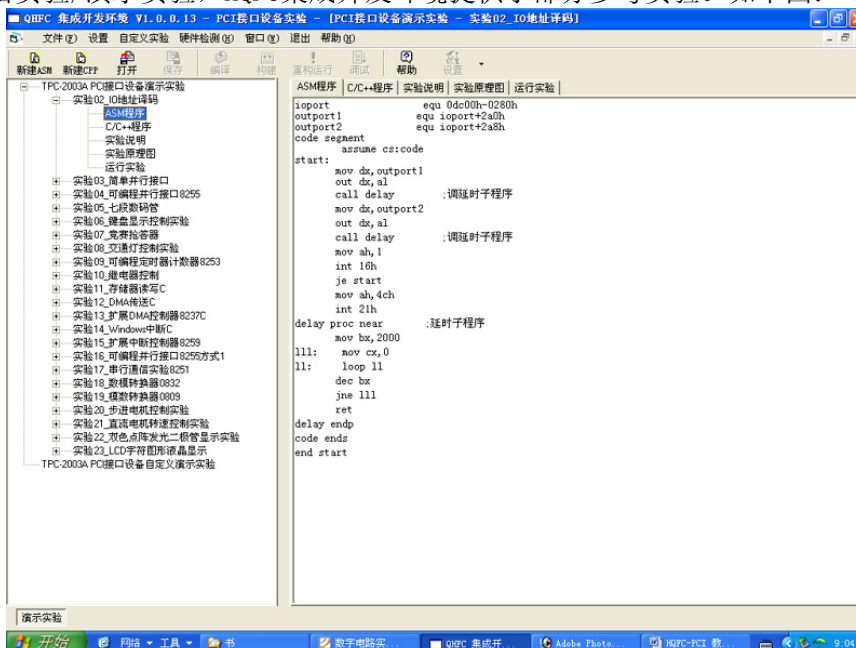 QHFC 集成开发环境 V1.0.0.13 - PCI接口设备实验 - [PCI接口设备演示实验 - 实验02_IO地址译码]
文件(F) 设置 自定义实验 硬件检测(H) 窗口(W) 退出 帮助(X)
新建ASM 新建CPP 打开 保存 编译 构建 重构运行 调试 帮助 设置
TPC-2003A PCI接口设备演示实验
实验02_IO地址译码
ASM程序
C/C++程序
实验说明
实验原理图
运行实验
实验03_简单并行接口
实验04_可编程并行接口8255
实验05_七段数码管
实验06_键盘显示控制实验
实验07_竞赛抢答器
实验08_交通灯控制实验
实验09_可编程定时器计数器8253
实验10_继电器控制
实验11_存储器读写C
实验12_DMA传送C
实验13_扩展DMA控制器8237C
实验14_Windows中断C
实验15_扩展中断控制器8259
实验16_可编程并行接口8255方式1
实验17_串行通信实验8251
实验18_数模转换器0832
实验19_模数转换器0809
实验20_步进电机控制实验
实验21_直流电机转速控制实验
实验22_双色点阵发光二极管显示实验
实验23_LCD字符图形液晶显示
TPC-2003A PCI接口设备自定义演示实验
ASM程序 C/C++程序 实验说明 实验原理图 运行实验
ioport equ 0dc00h-0280h
outport1 equ ioport+2a0h
outport2 equ ioport+2a8h
code segment
assume cs:code
start:
mov dx,outport1
out dx,al
call delay ;调延时子程序
mov dx,outport2
out dx,al
call delay ;调延时子程序
mov ah,1
int 16h
je start
mov ah,4ch
int 21h
delay proc near ;延时子程序
mov bx,2000
lll: mov cx,0
ll: loop ll
dec bx
jne lll
ret
delay endp
code ends
end start
演示实验
开始 网络 工具 书 数字电路实... QHFC 集成开... Adobe Photo... HQFC-PCI 教... 9:04